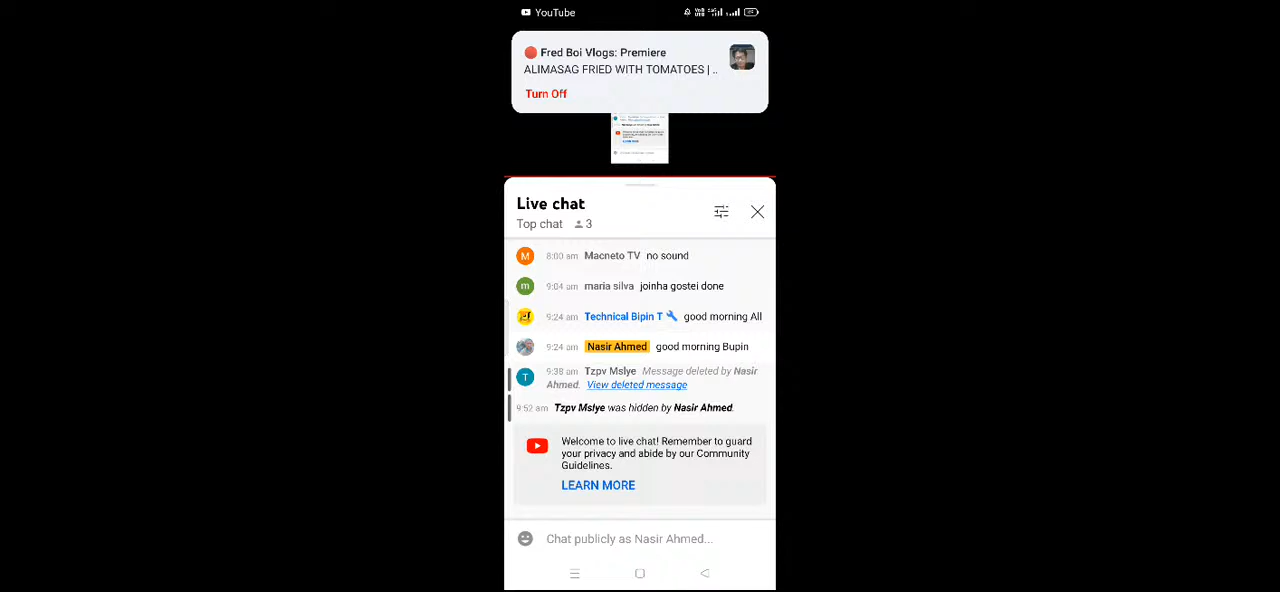 YouTube
Fred Boi Vlogs: Premiere
ALIMASAG FRIED WITH TOMATOES | ..
Turn Off
Live chat
Top chat 3
M 8:00 am Macneto TV no sound
m 9:04 am maria silva joinha gostei done
9:24 am Technical Bipin T good morning All
9:24 am Nasir Ahmed good morning Bupin
T 9:38 am Tzpv Mslye Message deleted by Nasir
Ahmed. View deleted message
9:52 am Tzpv Mslye was hidden by Nasir Ahmed.
Welcome to live chat! Remember to guard
your privacy and abide by our Community
Guidelines.
LEARN MORE
Chat publicly as Nasir Ahmed...